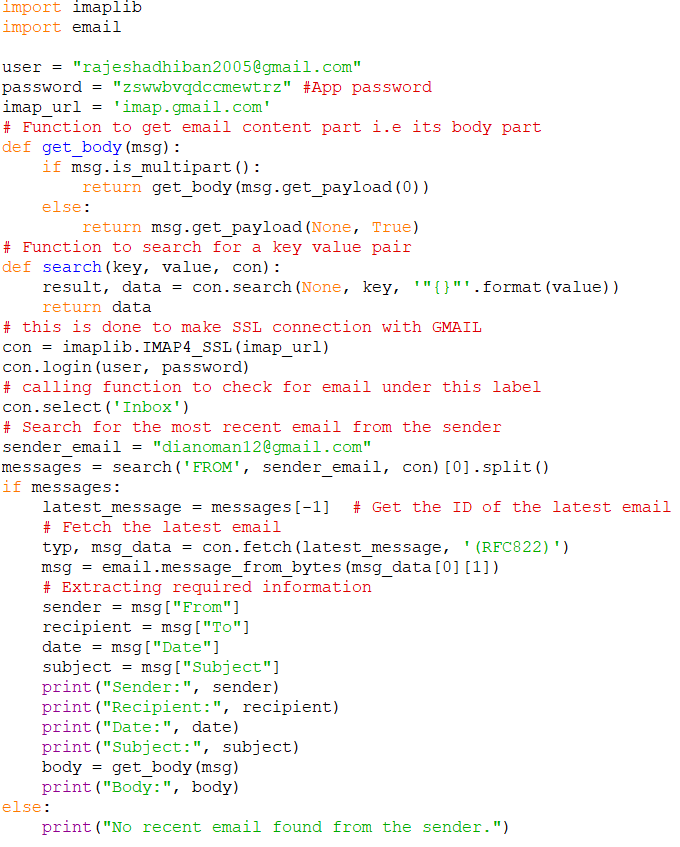 import imaplib
import email

user = "rajeshadhiban2005@gmail.com"
password = "zswwbvqdccmewtrz" #App password
imap_url = 'imap.gmail.com'
# Function to get email content part i.e its body part
def get_body(msg):
    if msg.is_multipart():
        return get_body(msg.get_payload(0))
    else:
        return msg.get_payload(None, True)
# Function to search for a key value pair
def search(key, value, con):
    result, data = con.search(None, key, '"{}"'.format(value))
    return data
# this is done to make SSL connection with GMAIL
con = imaplib.IMAP4_SSL(imap_url)
con.login(user, password)
# calling function to check for email under this label
con.select('Inbox')
# Search for the most recent email from the sender
sender_email = "dianoman12@gmail.com"
messages = search('FROM', sender_email, con)[0].split()
if messages:
    latest_message = messages[-1]  # Get the ID of the latest email
    # Fetch the latest email
    typ, msg_data = con.fetch(latest_message, '(RFC822)')
    msg = email.message_from_bytes(msg_data[0][1])
    # Extracting required information
    sender = msg["From"]
    recipient = msg["To"]
    date = msg["Date"]
    subject = msg["Subject"]
    print("Sender:", sender)
    print("Recipient:", recipient)
    print("Date:", date)
    print("Subject:", subject)
    body = get_body(msg)
    print("Body:", body)
else:
    print("No recent email found from the sender.")